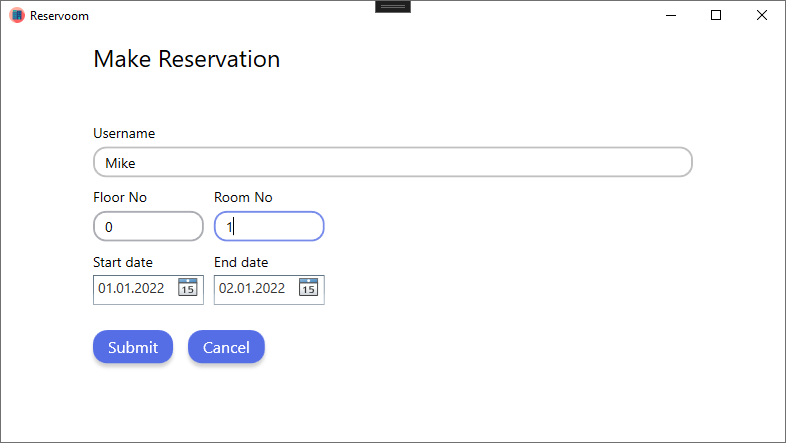 Reservoom
Make Reservation
Username
Mike
Floor No Room No
0 1
Start date End date
01.01.2022 15 02.01.2022 15
Submit Cancel